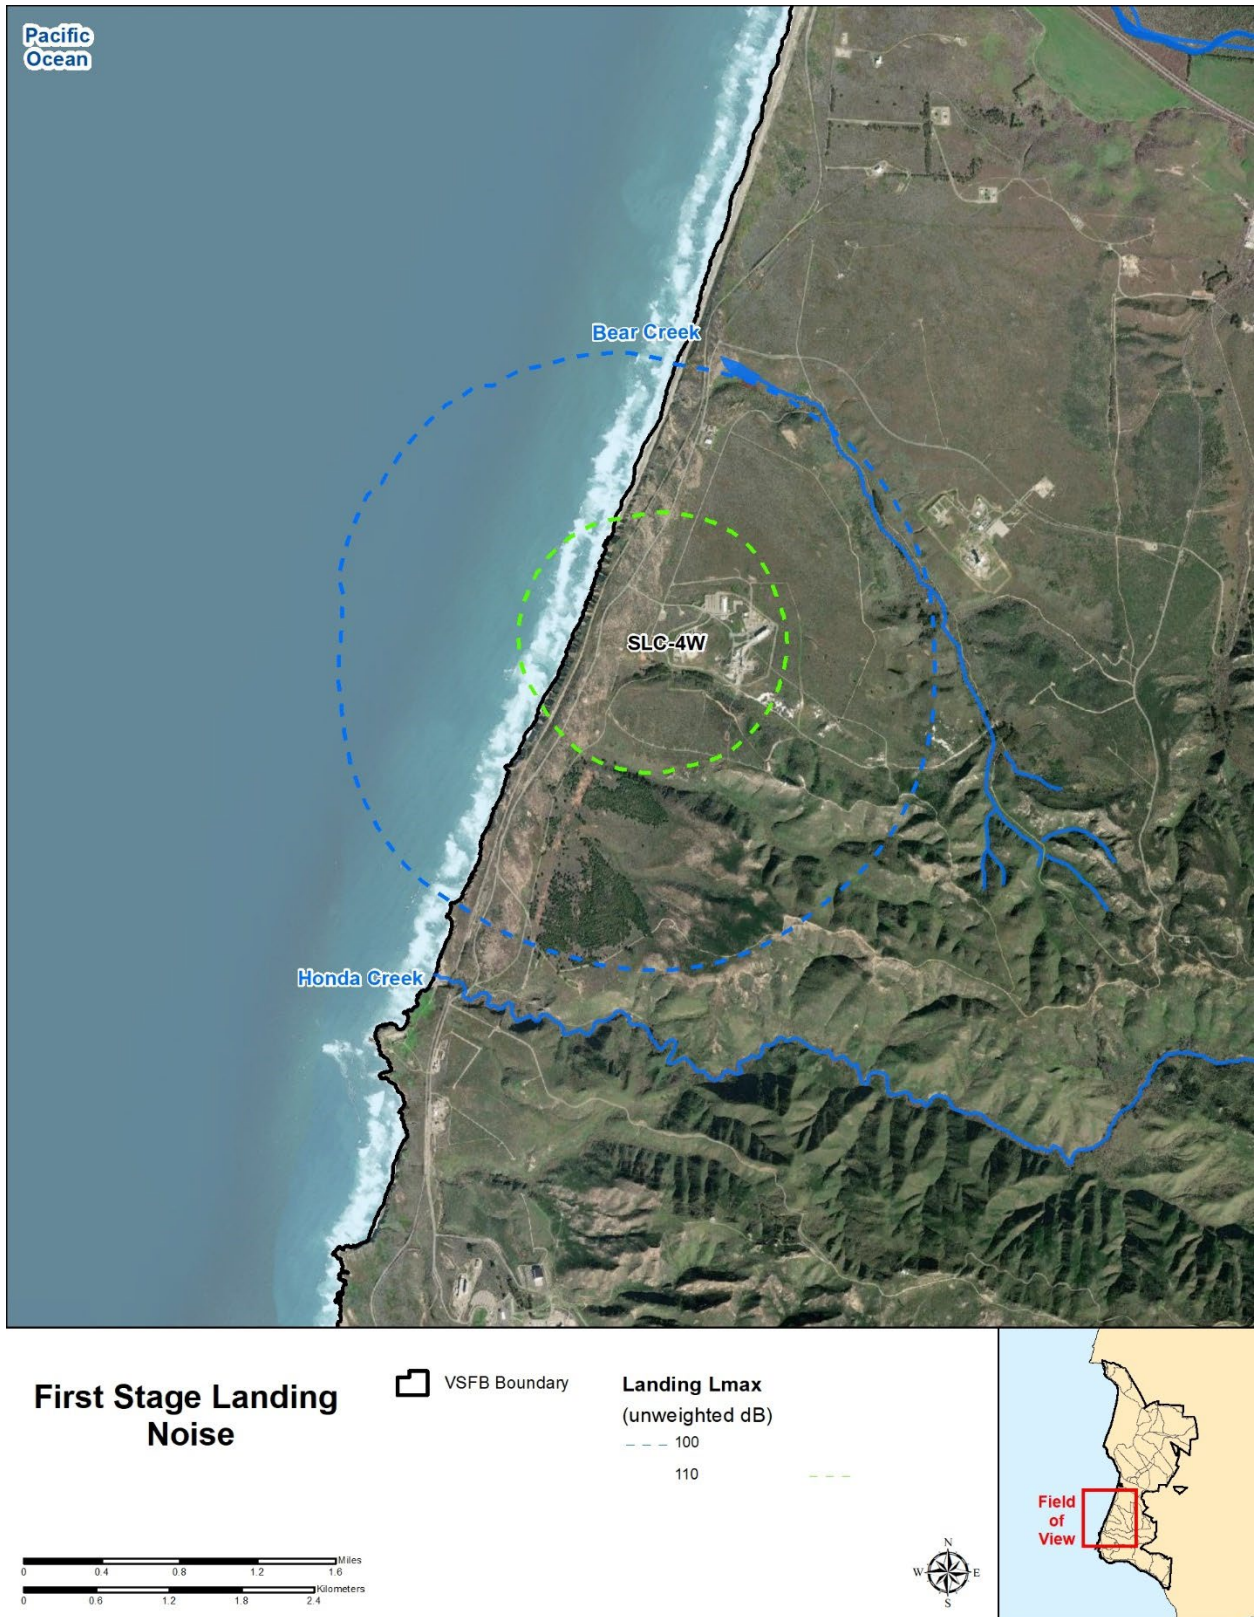 Pacific
Ocean
Bear Creek
SLC-4W
Honda Creek
First Stage Landing
Noise
VSFB Boundary
Landing Lmax
(unweighted dB)
100
110
Miles
0 0.4 0.8 1.2 1.6
Kilometers
0 0.6 1.2 1.8 2.4
N
W E
S
Field
of
View